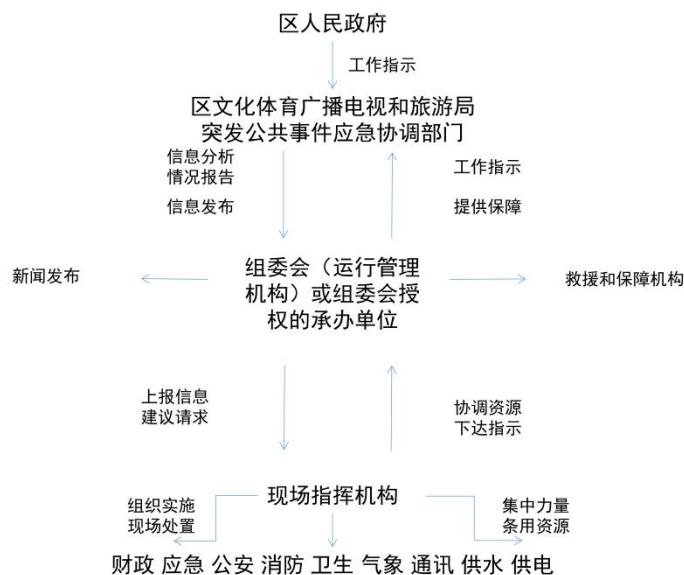 区人民政府
工作指示
区文化体育广播电视和旅游局
突发公共事件应急协调部门
信息分析
情况报告
信息发布
工作指示
提供保障
新闻发布
组委会（运行管理
机构）或组委会授
权的承办单位
救援和保障机构
上报信息
建议请求
协调资源
下达指示
现场指挥机构
组织实施
现场处置
集中力量
条用资源
财政 应急 公安 消防 卫生 气象 通讯 供水 供电